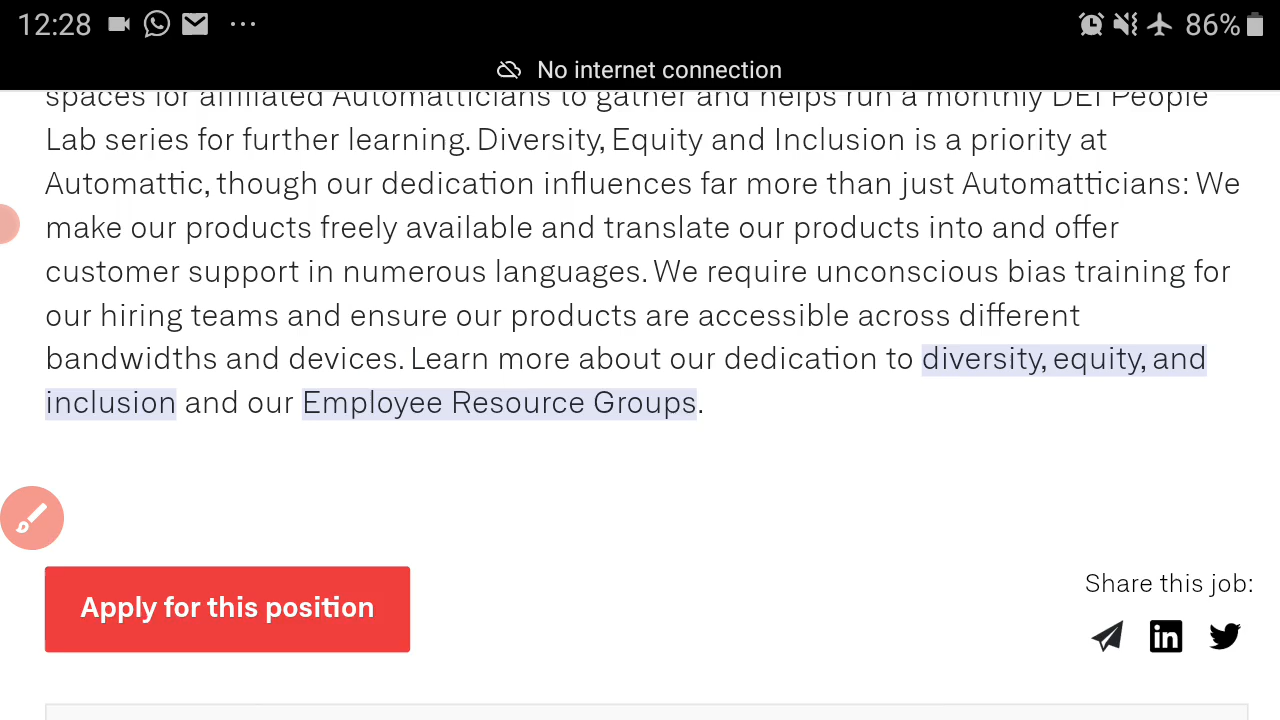 12:28 86%
No internet connection
spaces for affiliated Automatticians to gather and helps run a monthly DEI People
Lab series for further learning. Diversity, Equity and Inclusion is a priority at
Automattic, though our dedication influences far more than just Automatticians: We
make our products freely available and translate our products into and offer
customer support in numerous languages. We require unconscious bias training for
our hiring teams and ensure our products are accessible across different
bandwidths and devices. Learn more about our dedication to diversity, equity, and
inclusion and our Employee Resource Groups.
Apply for this position
Share this job:
in